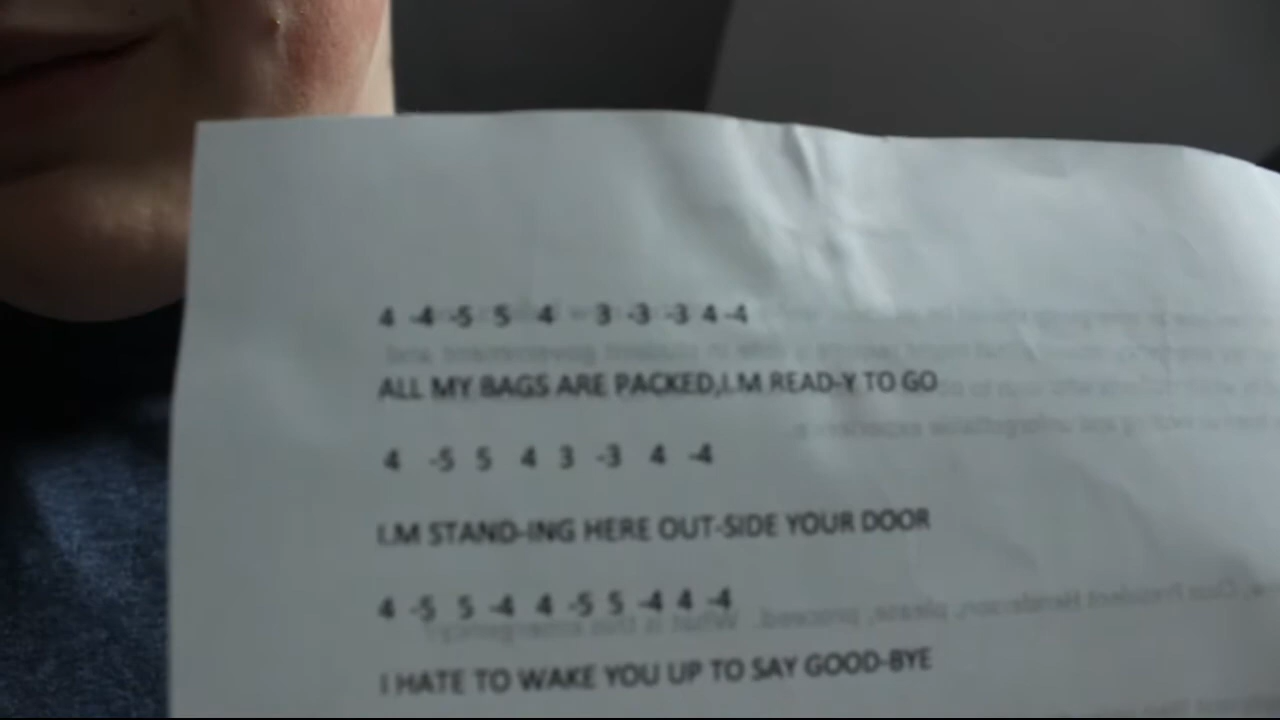 4 -4 -5 5 4 3 -3 -3 4 -4
ALL MY BAGS ARE PACKED,I.M READ-Y TO GO
4 -5 5 4 3 -3 4 -4
I.M STAND-ING HERE OUT-SIDE YOUR DOOR
4 -5 5 -4 4 -5 5 -4 4 -4
I HATE TO WAKE YOU UP TO SAY GOOD-BYE